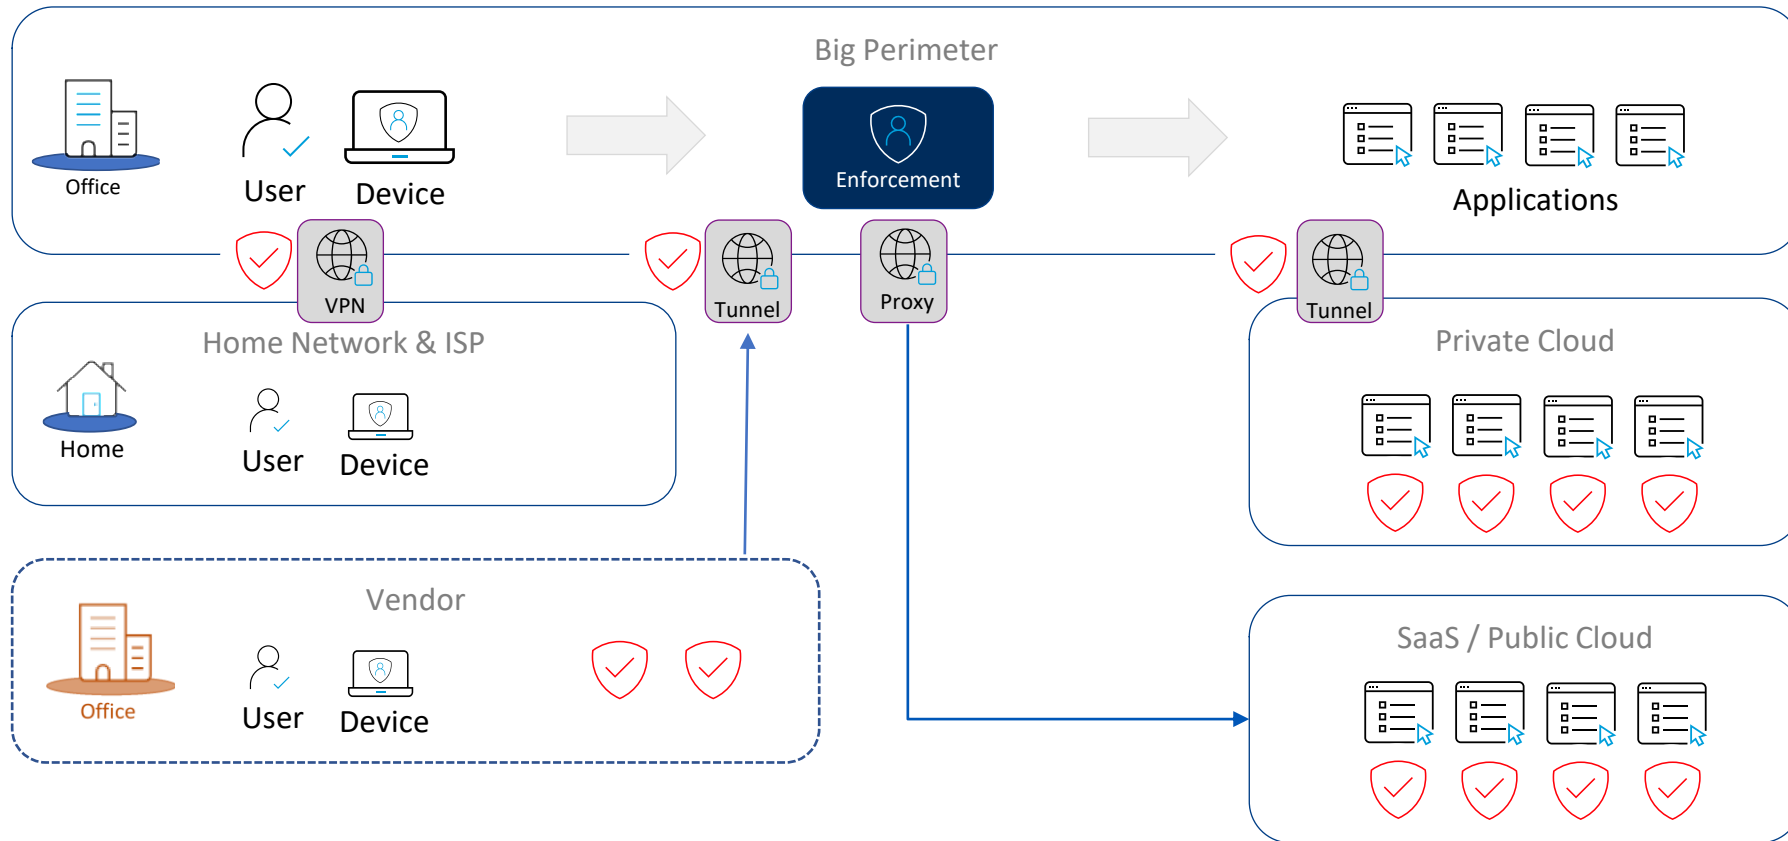 Big Perimeter
Office
User
Device
Enforcement
Applications
VPN
Tunnel
Proxy
Tunnel
Home Network & ISP
Home
User
Device
Private Cloud
Vendor
Office
User
Device
SaaS / Public Cloud